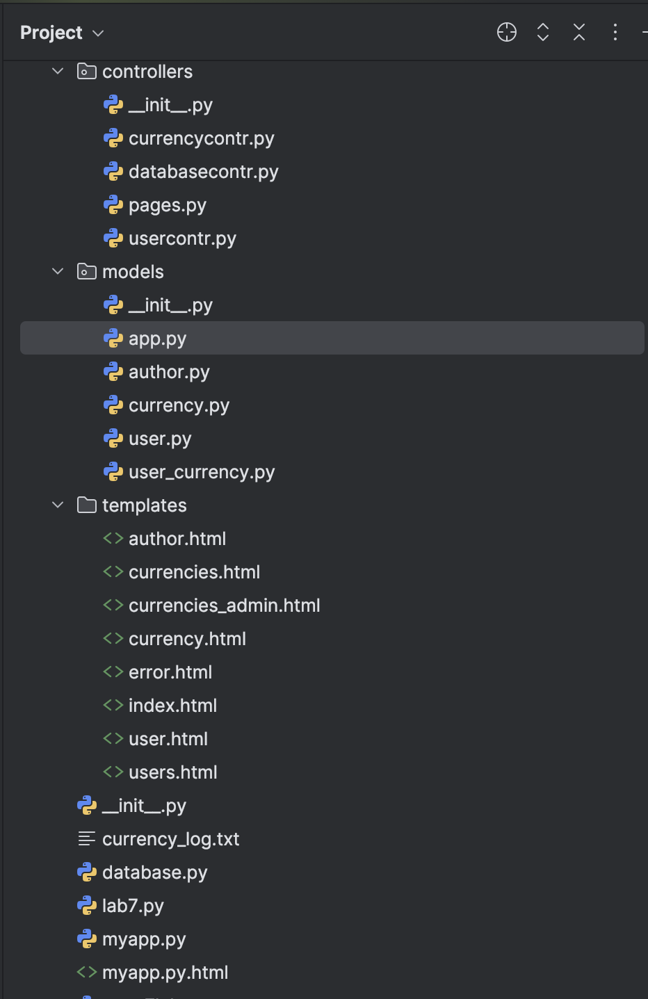 Project
controllers
__init__.py
currencycontr.py
databasecontr.py
pages.py
usercontr.py
models
__init__.py
app.py
author.py
currency.py
user.py
user_currency.py
templates
author.html
currencies.html
currencies_admin.html
currency.html
error.html
index.html
user.html
users.html
__init__.py
currency_log.txt
database.py
lab7.py
myapp.py
myapp.py.html